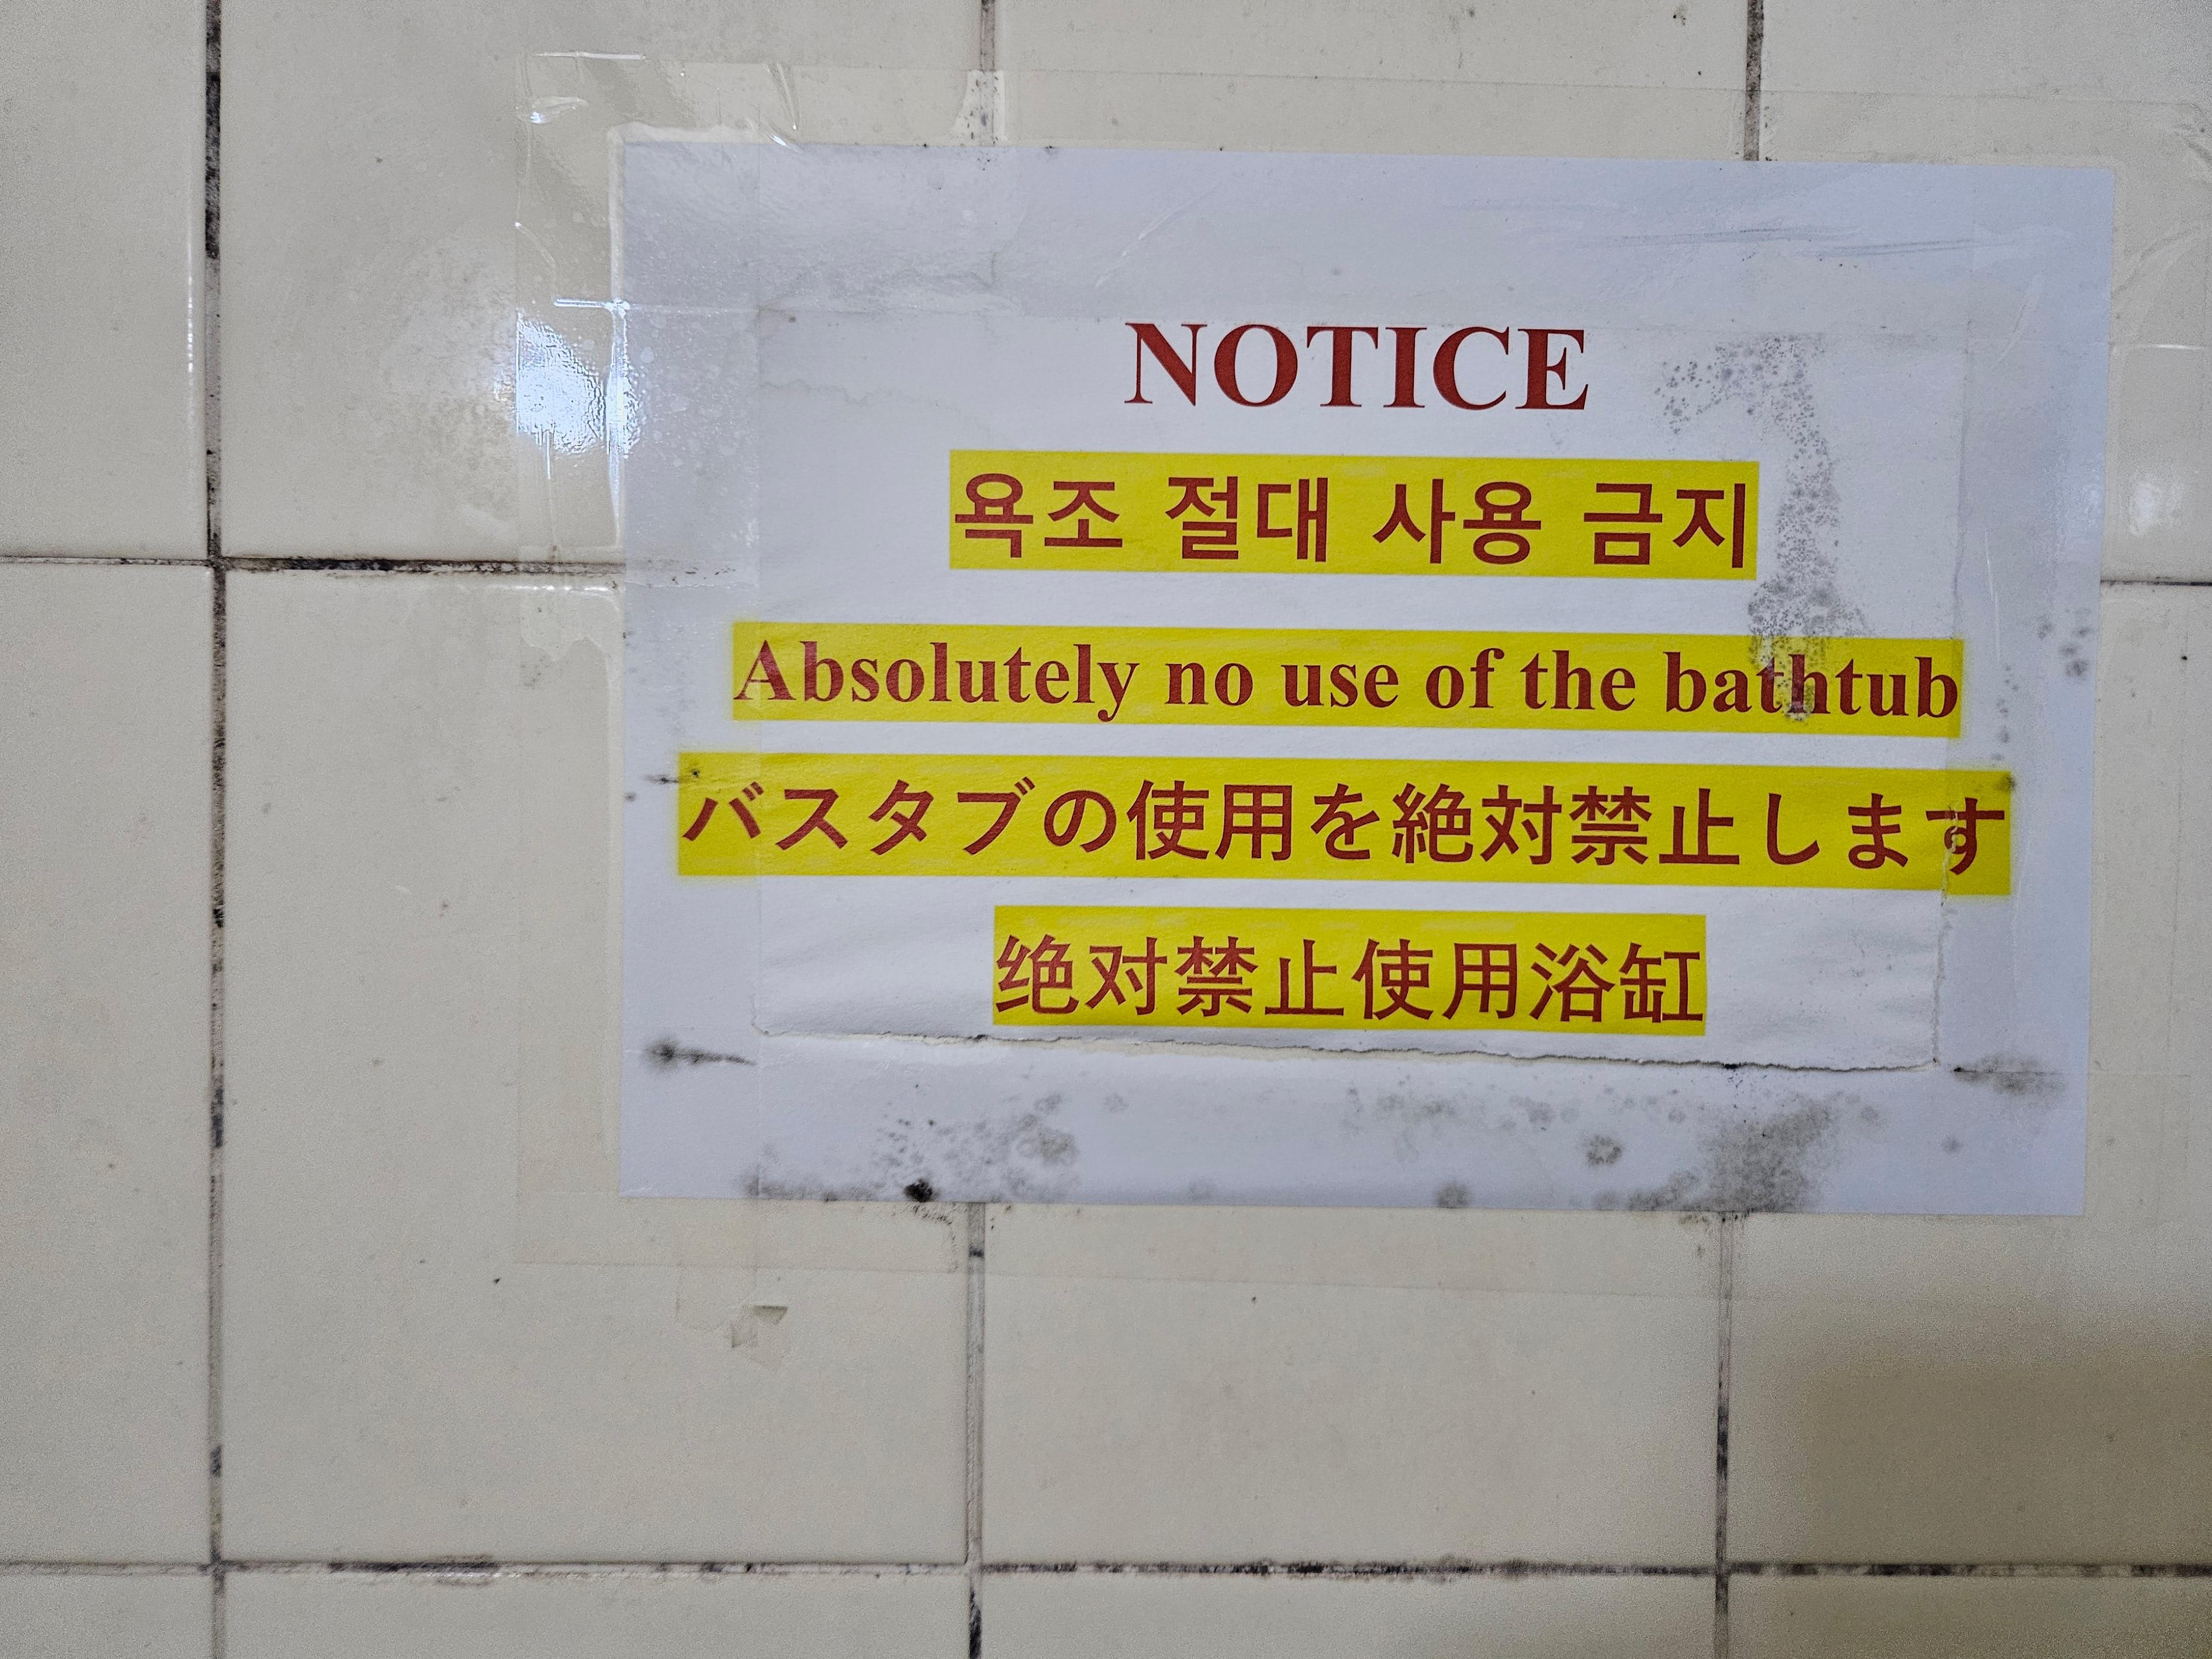 NOTICE
욕조 절대 사용 금지
Absolutely no use of the bathtub
バスタブの使用を絶対禁止します
绝对禁止使用浴缸